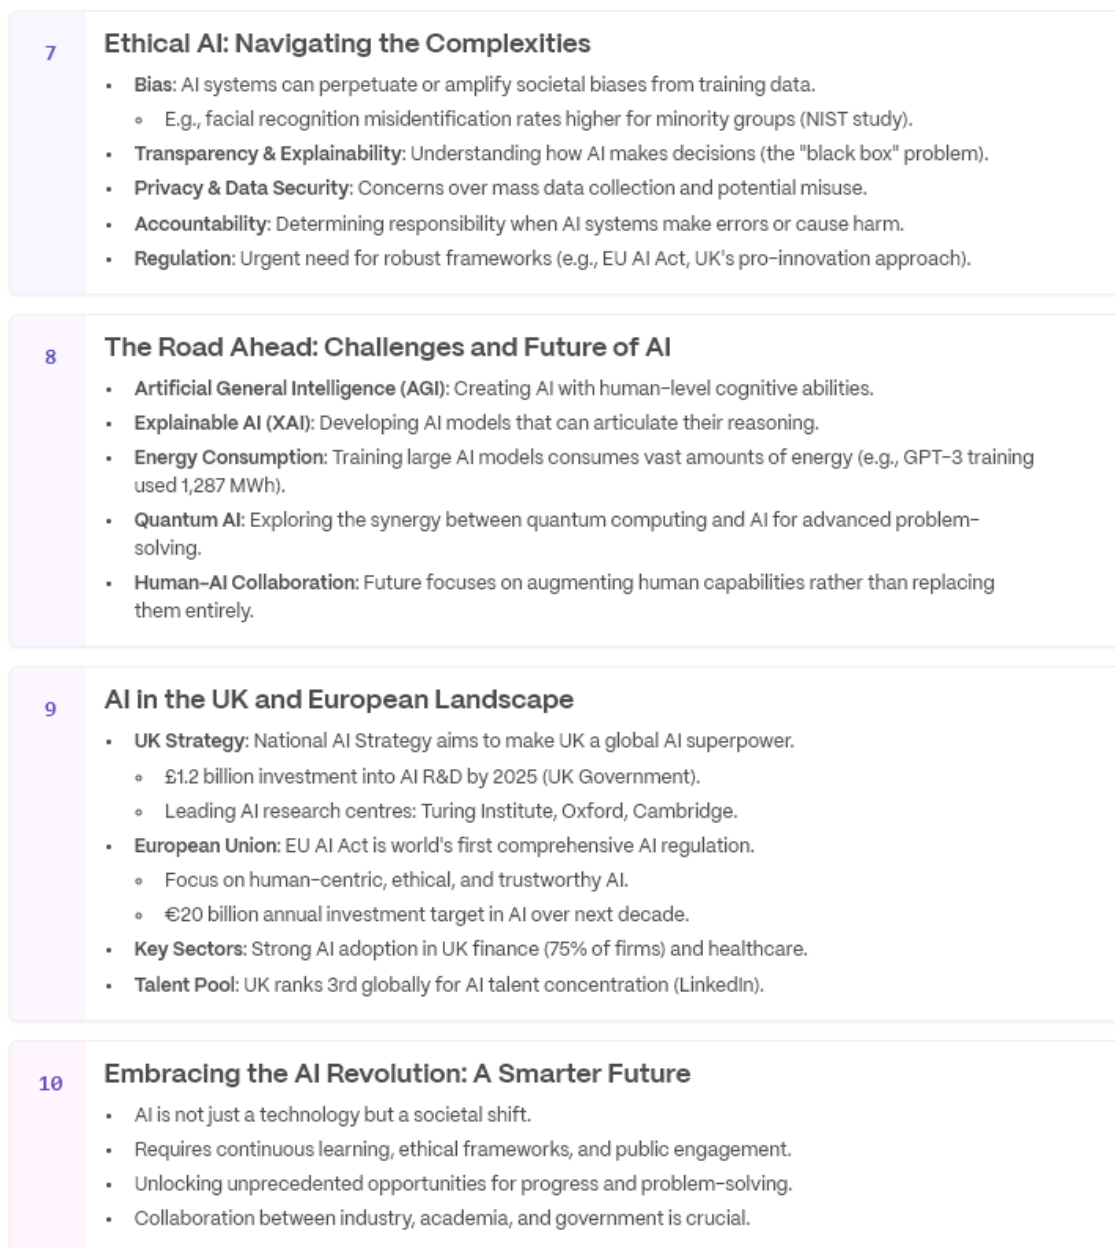 7
Ethical AI: Navigating the Complexities
• Bias: AI systems can perpetuate or amplify societal biases from training data.
◦ E.g., facial recognition misidentification rates higher for minority groups (NIST study).
• Transparency & Explainability: Understanding how AI makes decisions (the "black box" problem).
• Privacy & Data Security: Concerns over mass data collection and potential misuse.
• Accountability: Determining responsibility when AI systems make errors or cause harm.
• Regulation: Urgent need for robust frameworks (e.g., EU AI Act, UK's pro-innovation approach).
8
The Road Ahead: Challenges and Future of AI
• Artificial General Intelligence (AGI): Creating AI with human-level cognitive abilities.
• Explainable AI (XAI): Developing AI models that can articulate their reasoning.
• Energy Consumption: Training large AI models consumes vast amounts of energy (e.g., GPT-3 training
used 1,287 MWh).
• Quantum AI: Exploring the synergy between quantum computing and AI for advanced problem-
solving.
• Human-AI Collaboration: Future focuses on augmenting human capabilities rather than replacing
them entirely.
9
AI in the UK and European Landscape
• UK Strategy: National AI Strategy aims to make UK a global AI superpower.
◦ £1.2 billion investment into AI R&D by 2025 (UK Government).
◦ Leading AI research centres: Turing Institute, Oxford, Cambridge.
• European Union: EU AI Act is world's first comprehensive AI regulation.
◦ Focus on human-centric, ethical, and trustworthy AI.
◦ €20 billion annual investment target in AI over next decade.
• Key Sectors: Strong AI adoption in UK finance (75% of firms) and healthcare.
• Talent Pool: UK ranks 3rd globally for AI talent concentration (LinkedIn).
10
Embracing the AI Revolution: A Smarter Future
• AI is not just a technology but a societal shift.
• Requires continuous learning, ethical frameworks, and public engagement.
• Unlocking unprecedented opportunities for progress and problem-solving.
• Collaboration between industry, academia, and government is crucial.